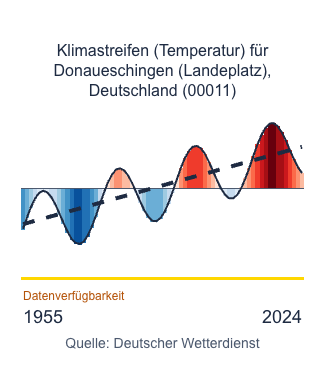 Klimastreifen (Temperatur) für
Donaueschingen (Landeplatz),
Deutschland (00011)
Datenverfügbarkeit
1955 2024
Quelle: Deutscher Wetterdienst